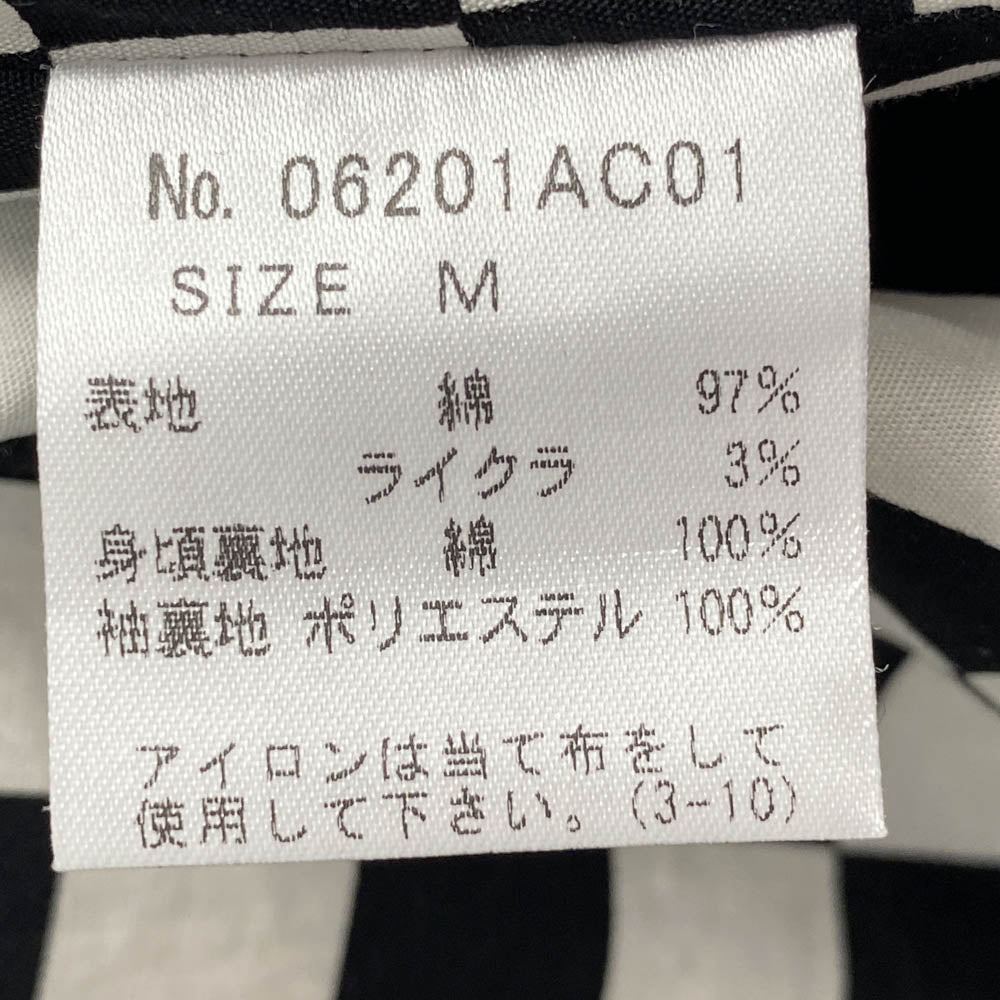 No. 06201AC01
SIZE M
表地 綿 97%
ライクラ 3%
身頃裏地 綿 100%
袖裏地 ポリエステル 100%
アイロンは当て布をして
使用して下さい。(3-10)